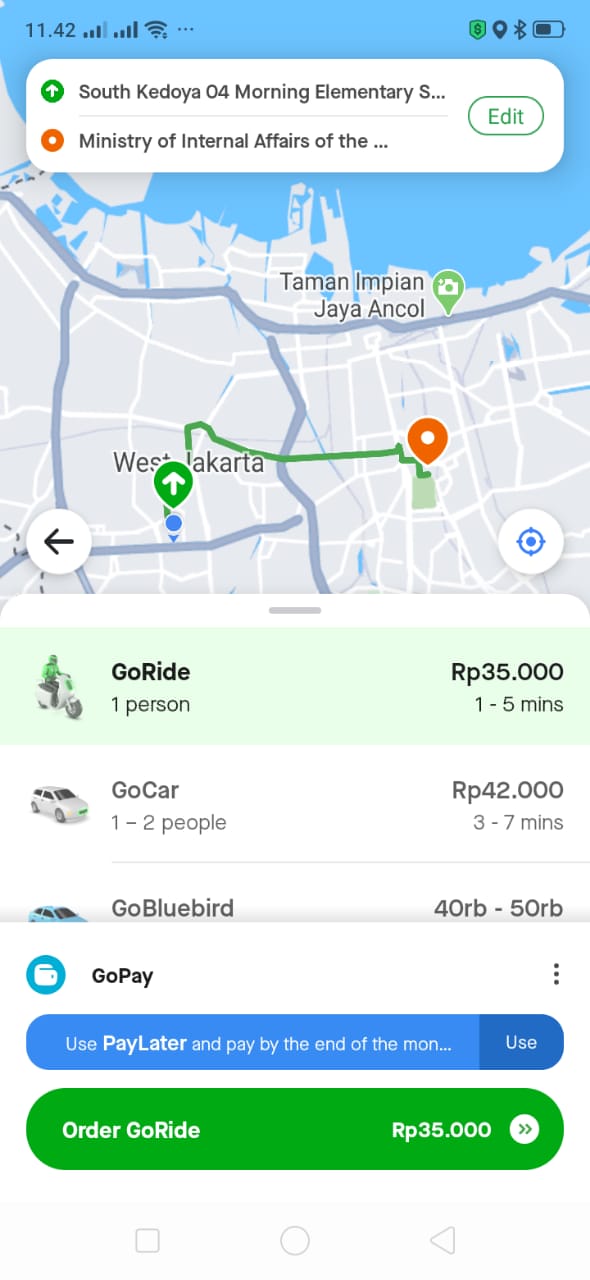 11.42
South Kedoya 04 Morning Elementary S...
Edit
Ministry of Internal Affairs of the ...
Taman Impian
Jaya Ancol
West Jakarta
GoRide
Rp35.000
1 person
1 - 5 mins
GoCar
Rp42.000
1 – 2 people
3 - 7 mins
GoBluebird
40rb - 50rb
GoPay
Use PayLater and pay by the end of the mon...
Use
Order GoRide
Rp35.000